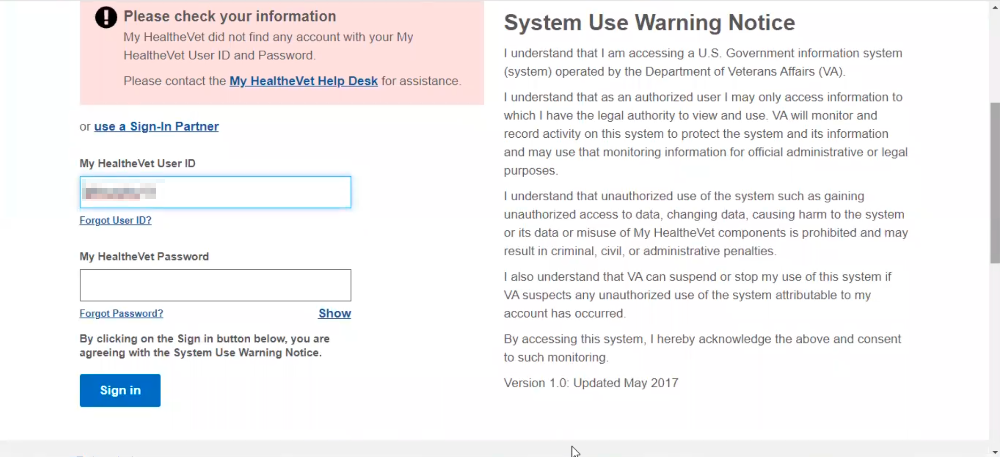 Please check your information
My HealtheVet did not find any account with your My
HealtheVet User ID and Password.
Please contact the My HealtheVet Help Desk for assistance.
or use a Sign-In Partner
My HealtheVet User ID
Forgot User ID?
My HealtheVet Password
Forgot Password?
Show
By clicking on the Sign in button below, you are
agreeing with the System Use Warning Notice.
Sign in
System Use Warning Notice
I understand that I am accessing a U.S. Government information system
(system) operated by the Department of Veterans Affairs (VA).
I understand that as an authorized user I may only access information to
which I have the legal authority to view and use. VA will monitor and
record activity on this system to protect the system and its information
and may use that monitoring information for official administrative or legal
purposes.
I understand that unauthorized use of the system such as gaining
unauthorized access to data, changing data, causing harm to the system
or its data or misuse of My HealtheVet components is prohibited and may
result in criminal, civil, or administrative penalties.
I also understand that VA can suspend or stop my use of this system if
VA suspects any unauthorized use of the system attributable to my
account has occurred.
By accessing this system, I hereby acknowledge the above and consent
to such monitoring.
Version 1.0: Updated May 2017